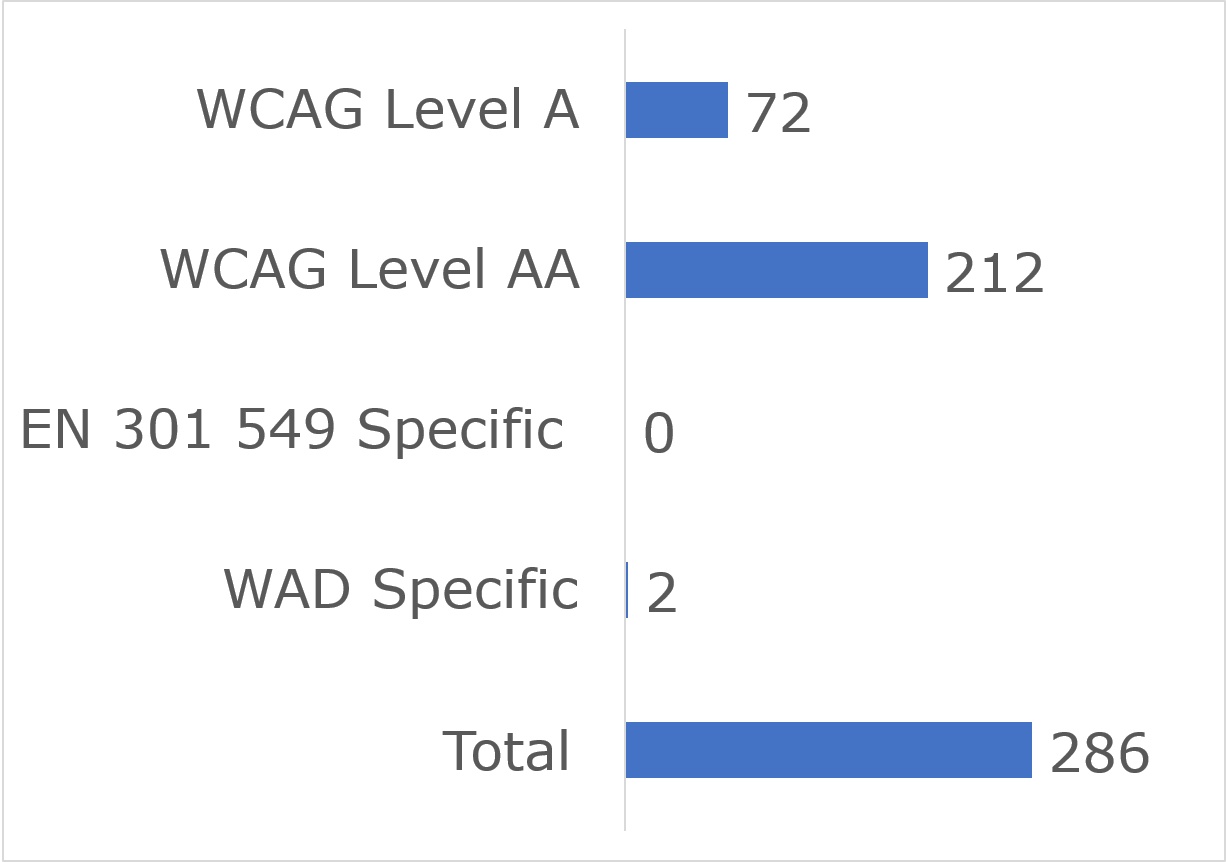 WCAG Level A 72
WCAG Level AA 212
EN 301 549 Specific 0
WAD Specific 2
Total 286